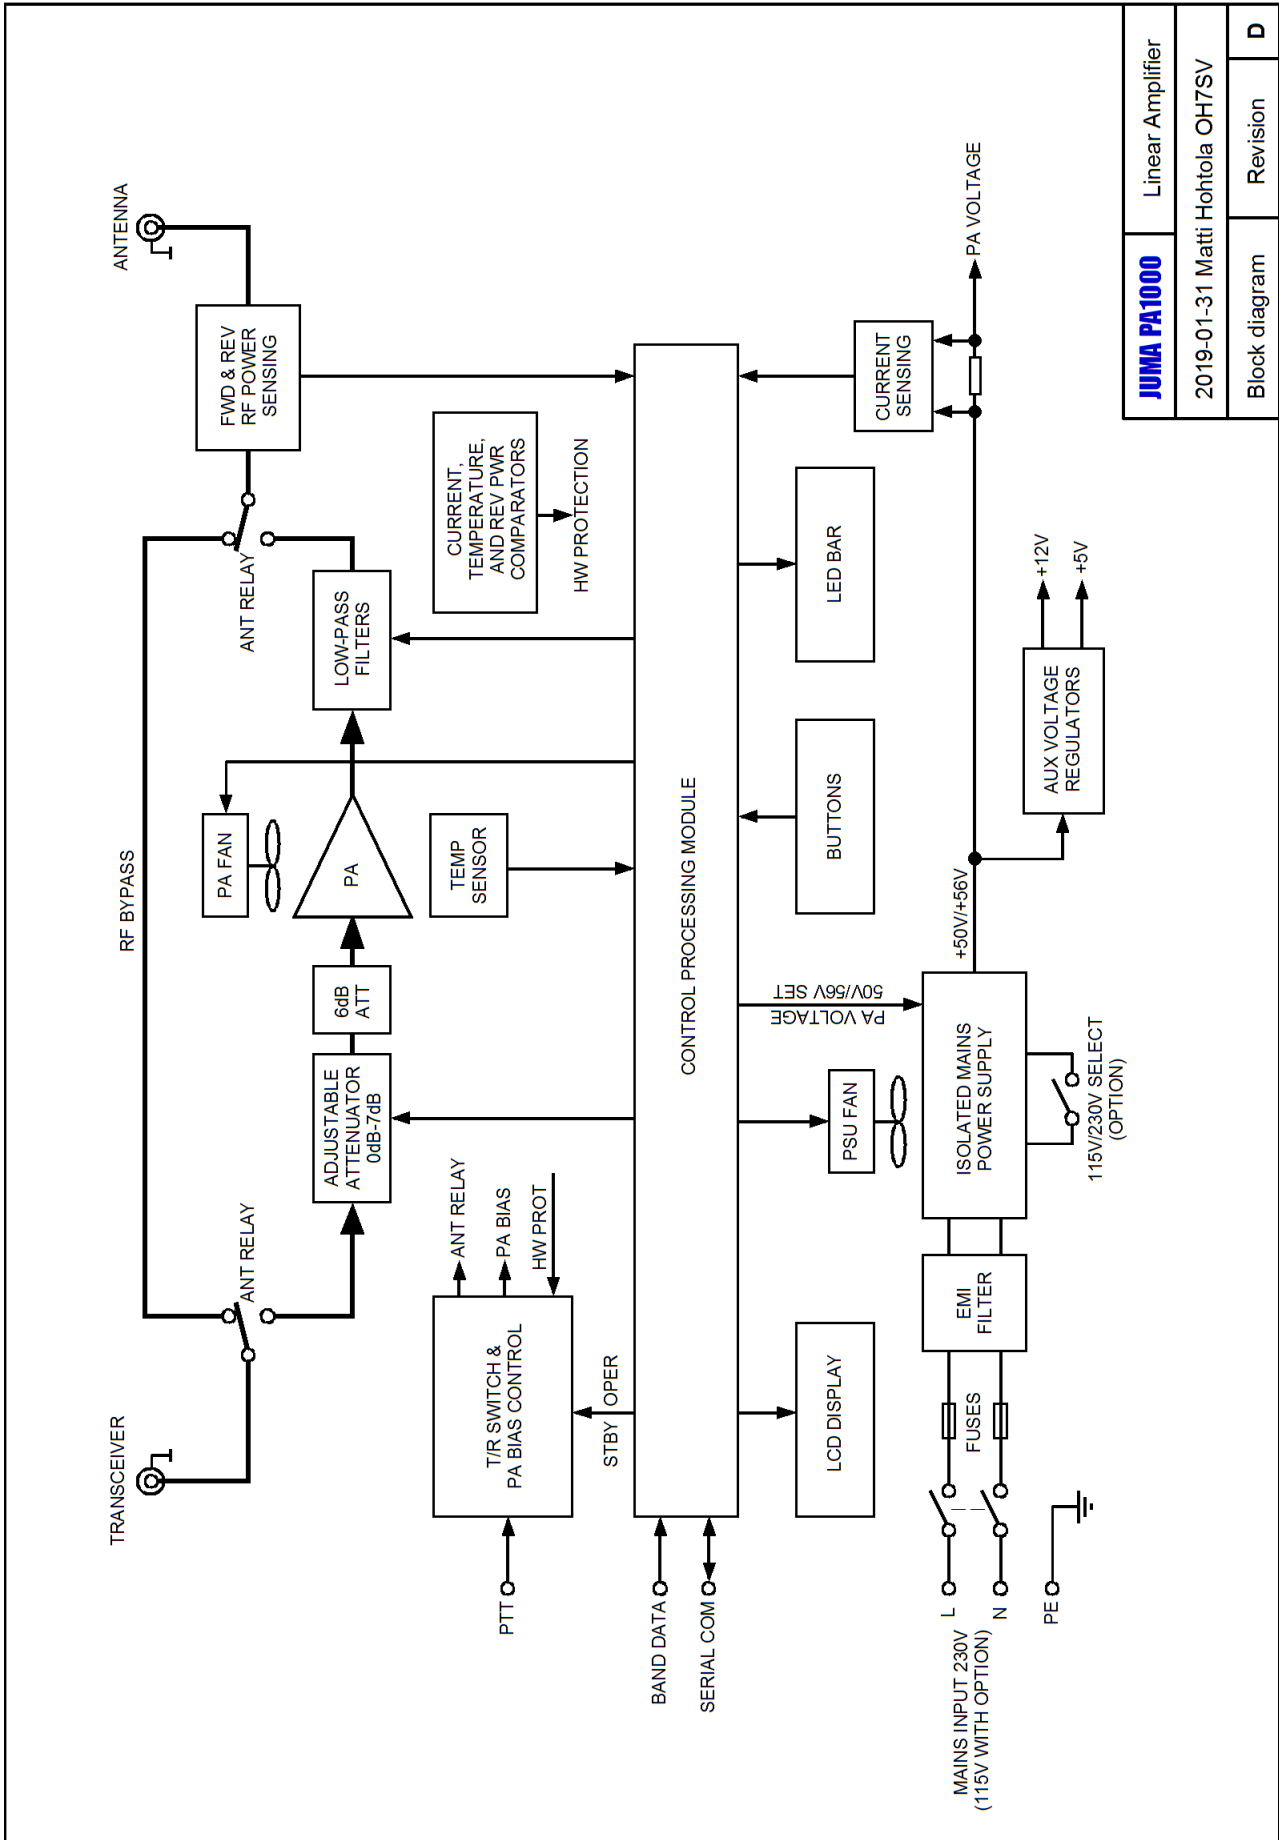 TRANSCEIVER
RF BYPASS
ANTENNA
ANT RELAY
ANT RELAY
ADJUSTABLE
ATTENUATOR
0dB-7dB
6dB
ATT
PA
PA FAN
LOW-PASS
FILTERS
FWD & REV
RF POWER
SENSING
PTT
T/R SWITCH &
PA BIAS CONTROL
ANT RELAY
PA BIAS
HW PROT
STBY
OPER
TEMP
SENSOR
CURRENT,
TEMPERATURE,
AND REV PWR
COMPARATORS
HW PROTECTION
BAND DATA
SERIAL COM
CONTROL PROCESSING MODULE
LCD DISPLAY
PSU FAN
PA VOLTAGE
50V/56V SET
BUTTONS
LED BAR
CURRENT
SENSING
MAINS INPUT 230V
(115V WITH OPTION)
L
N
PE
FUSES
EMI
FILTER
ISOLATED MAINS
POWER SUPPLY
115V/230V SELECT
(OPTION)
+50V/+56V
PA VOLTAGE
AUX VOLTAGE
REGULATORS
+12V
+5V
JUMA PA1000
Linear Amplifier
2019-01-31 Matti Hohtola OH7SV
Block diagram
Revision
D